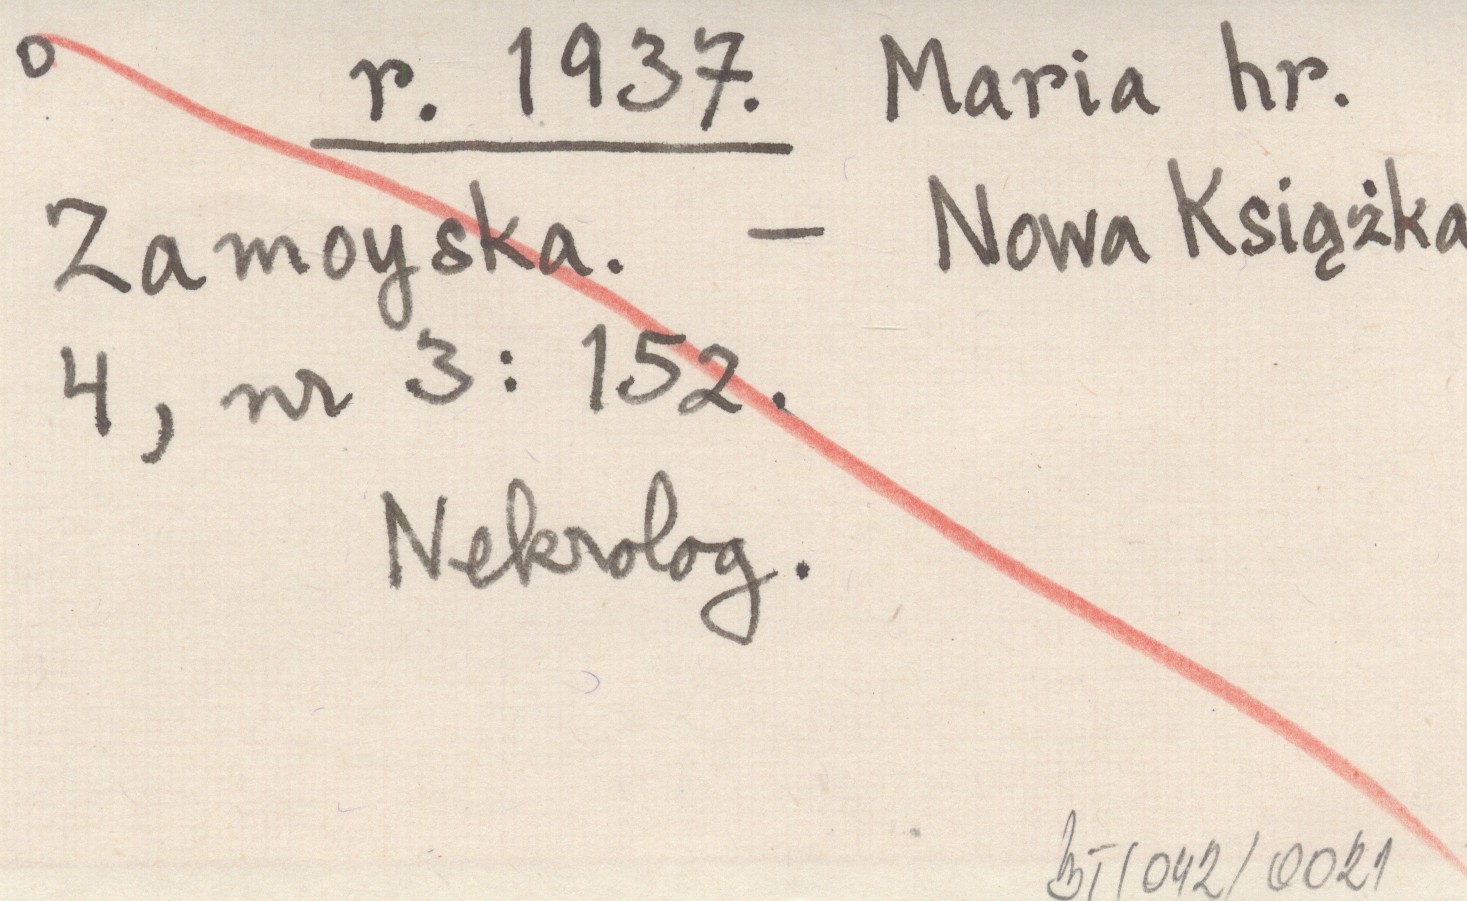 o r. 1937. Maria hr.
Zamoyska. — Nowa Książka
4, nr 3: 152.
Nekrolog.
BT/042/0021